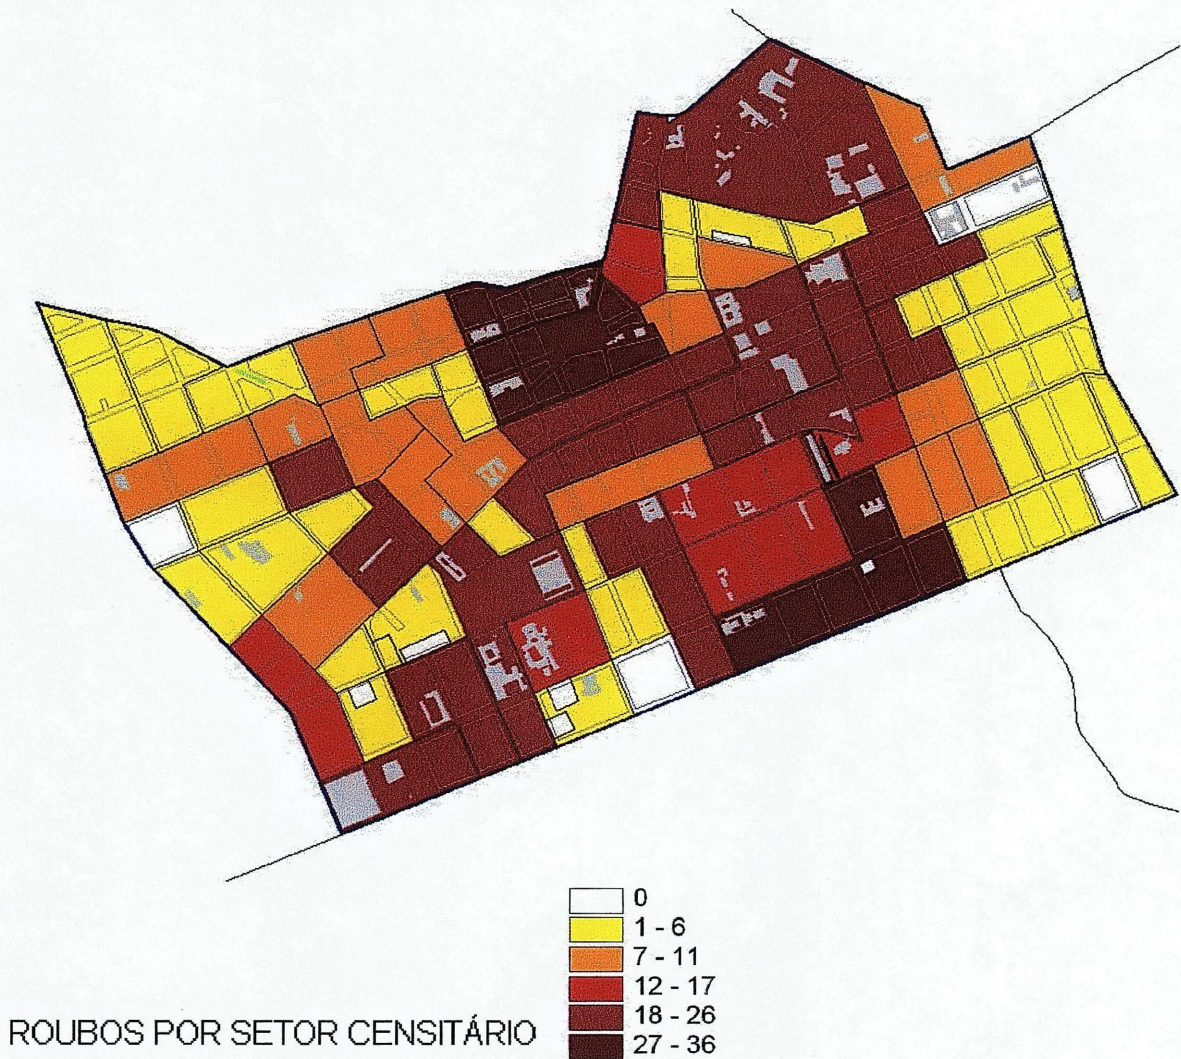 0
1 - 6
7 - 11
12 - 17
18 - 26
27 - 36
ROUBOS POR SETOR CENSITÁRIO